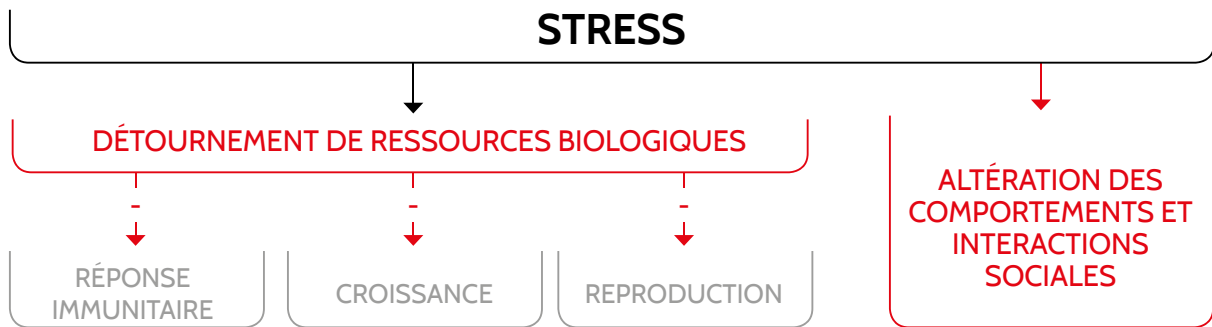 STRESS
DÉTOURNEMENT DE RESSOURCES BIOLOGIQUES
-
-
-
RÉPONSE
IMMUNITAIRE
CROISSANCE
REPRODUCTION
ALTÉRATION DES
COMPORTEMENTS ET
INTERACTIONS
SOCIALES